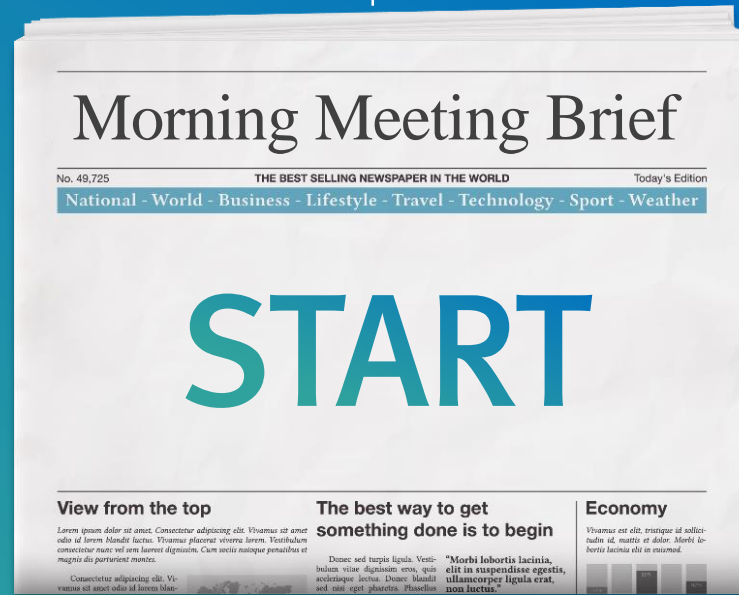 Morning Meeting Brief
No. 49,725 THE BEST SELLING NEWSPAPER IN THE WORLD Today's Edition
National - World - Business - Lifestyle - Travel - Technology - Sport - Weather
START
View from the top
Lorem ipsum dolor sit amet, Consectetur adipiscing elit. Vivamus sit amet
odio id lorem blandit luctus. Vivamus placerat viverra lorem. Vestibulum
consectetur nunc vel sem laoreet dignissim. Cum sociis natoque penatibus et
magnis dis parturient montes.
Consectetur adipiscing elit. Vi-
vamus sit amet odio id lorem blan-
The best way to get
something done is to begin
Donec sed turpis ligula. Vesti-
bulum vitae dignissim eros, quis
scelerisque lectus. Donec blandit
sed nisi eget pharetra. Phasellus
"Morbi lobortis lacinia,
elit in suspendisse egestis,
ullamcorper ligula erat,
non luctus."
Economy
Vivamus est elit, tristique id sollici-
tudin id, mattis et dolor. Morbi lo-
bortis lacinia elit in euismod.